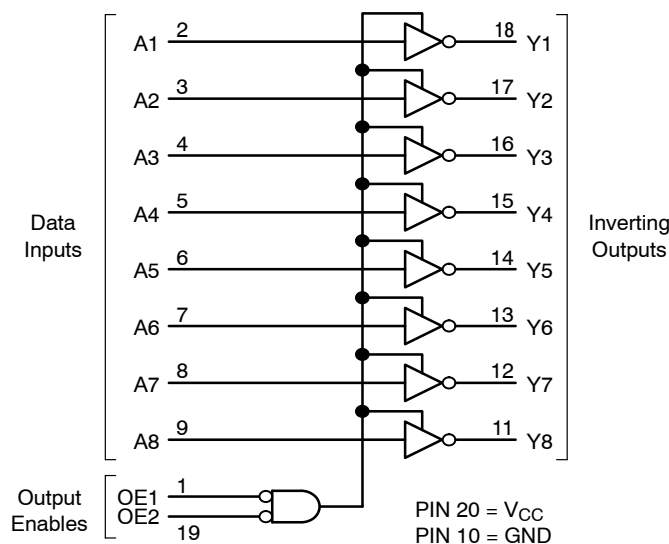 A1 2 18 Y1
A2 3 17 Y2
A3 4 16 Y3
A4 5 15 Y4
Data
Inputs
Inverting
Outputs
A5 6 14 Y5
A6 7 13 Y6
A7 8 12 Y7
A8 9 11 Y8
Output
Enables
OE1 1
OE2
19
PIN 20 = VCC
PIN 10 = GND